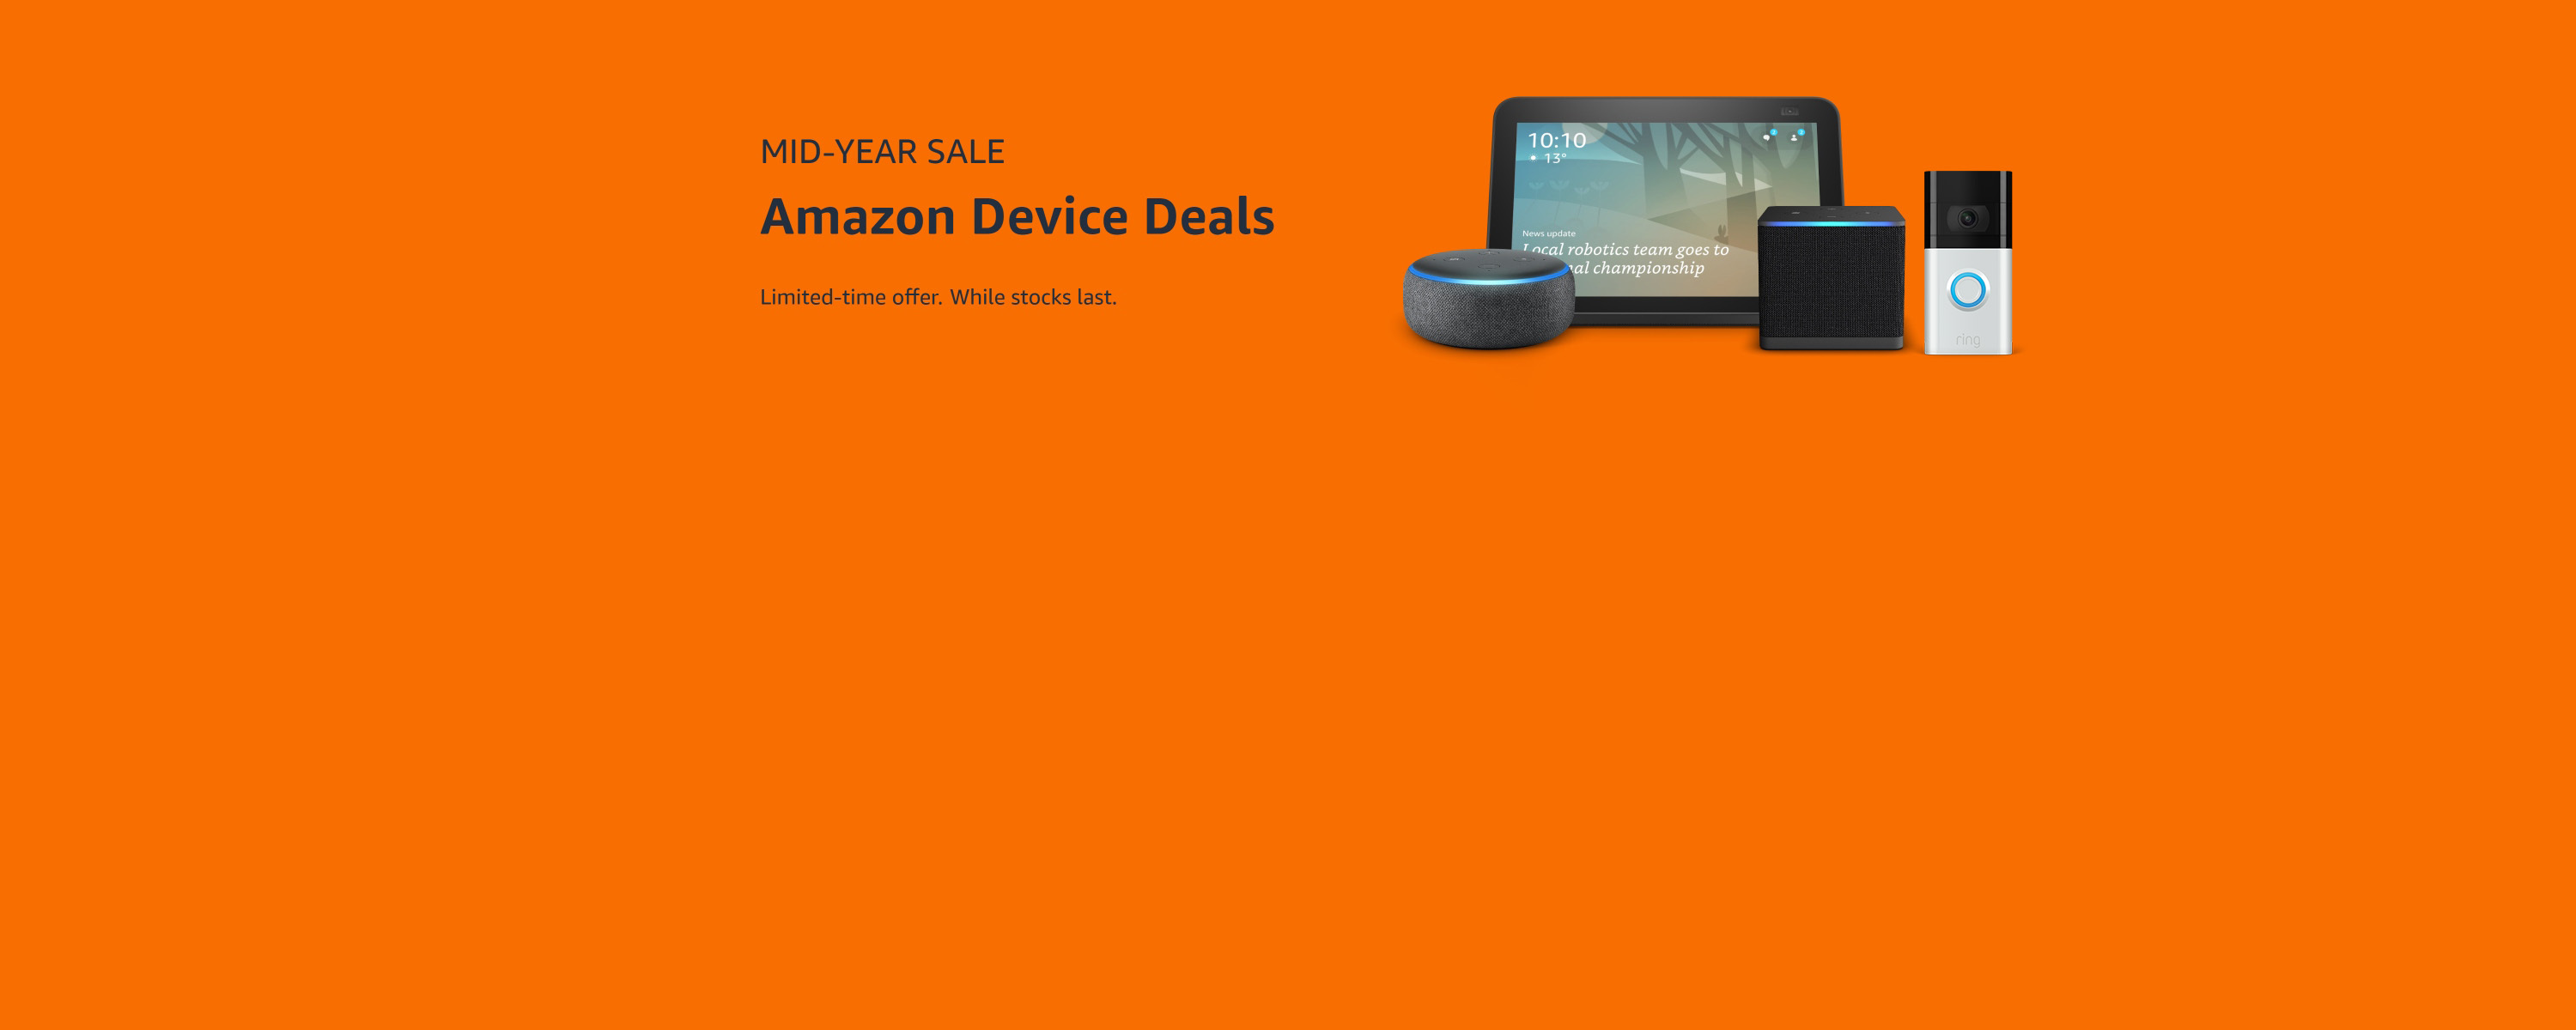 MID-YEAR SALE
Amazon Device Deals
Limited-time offer. While stocks last.
10:10
13°
News update
Local robotics team goes to
championship
ring